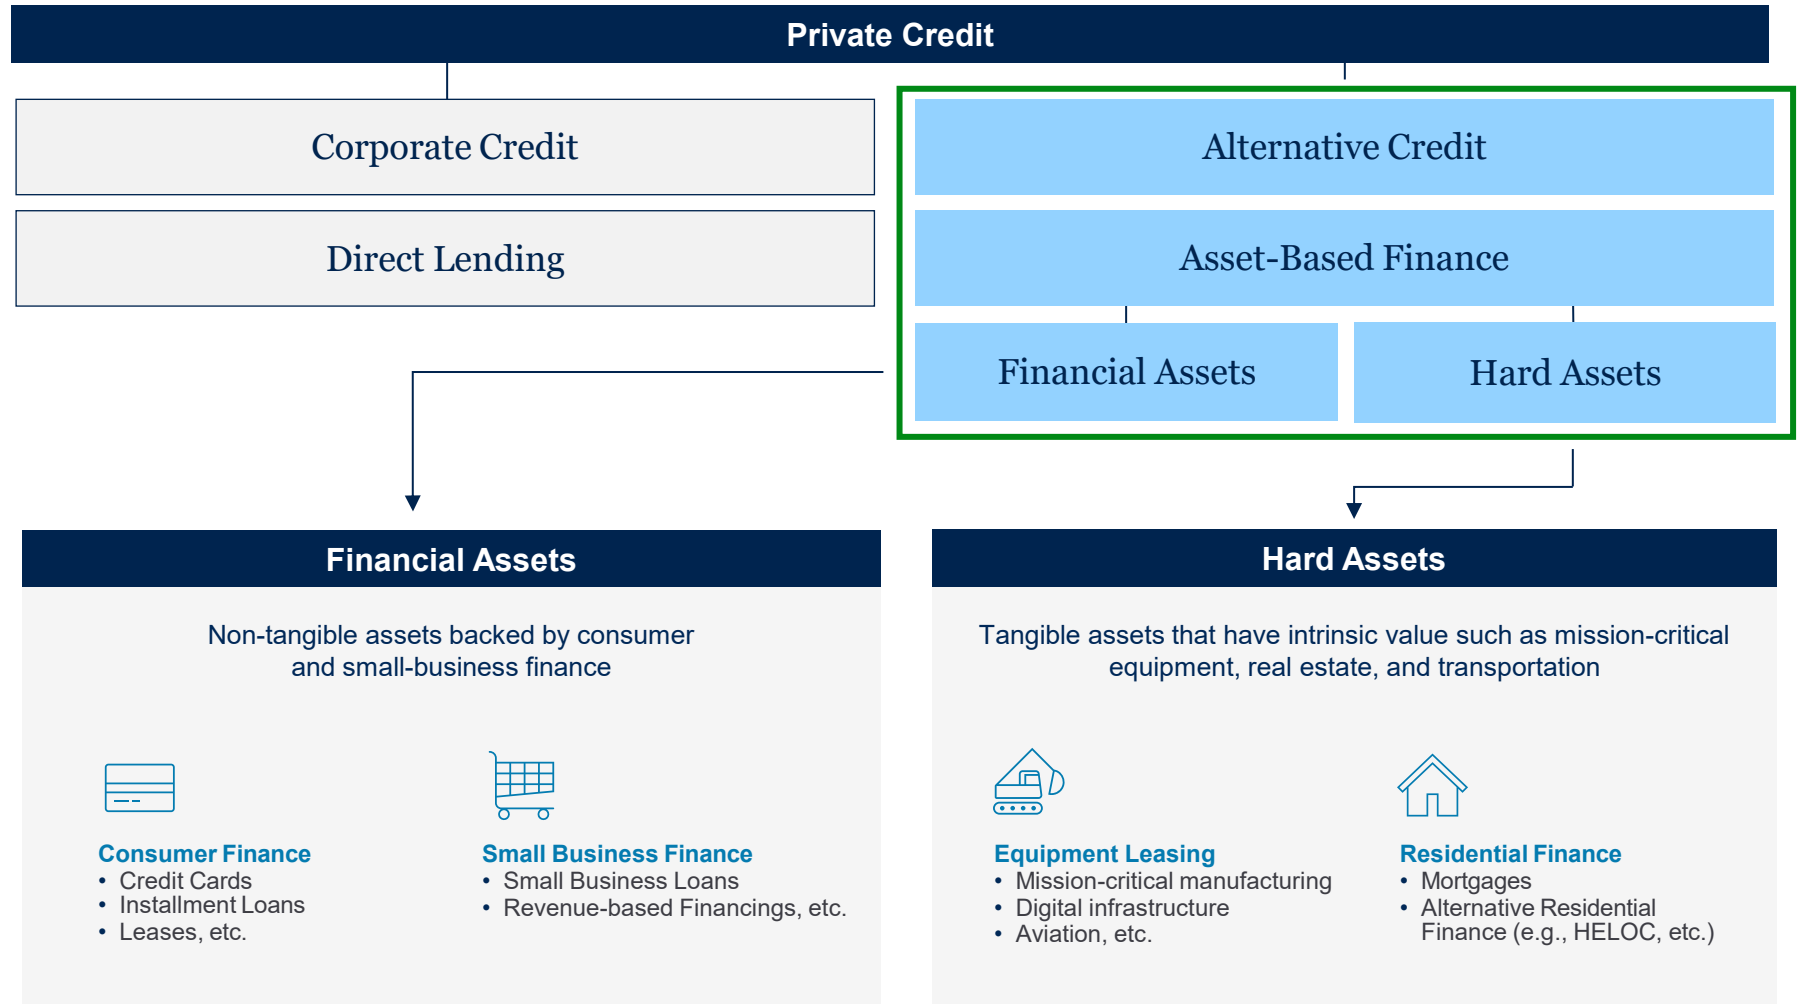 Private Credit
Corporate Credit
Alternative Credit
Direct Lending
Asset-Based Finance
Financial Assets
Hard Assets
Financial Assets
Non-tangible assets backed by consumer
and small-business finance
Consumer Finance
• Credit Cards
• Installment Loans
• Leases, etc.
Small Business Finance
• Small Business Loans
• Revenue-based Financings, etc.
Hard Assets
Tangible assets that have intrinsic value such as mission-critical
equipment, real estate, and transportation
Equipment Leasing
• Mission-critical manufacturing
• Digital infrastructure
• Aviation, etc.
Residential Finance
• Mortgages
• Alternative Residential
Finance (e.g., HELOC, etc.)